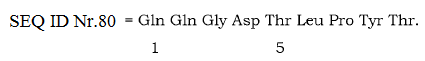 SEQ ID Nr.80 = Gln Gln Gly Asp Thr Leu Pro Tyr Thr.
1 5